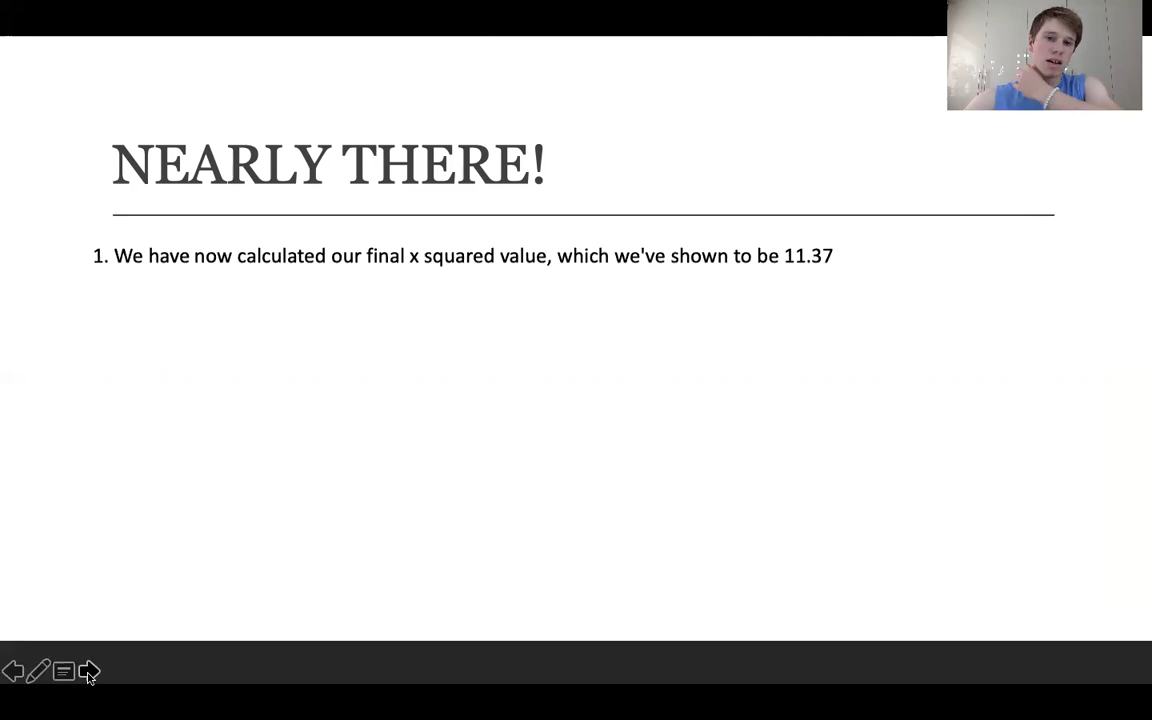 NEARLY THERE!
1. We have now calculated our final x squared value, which we've shown to be 11.37